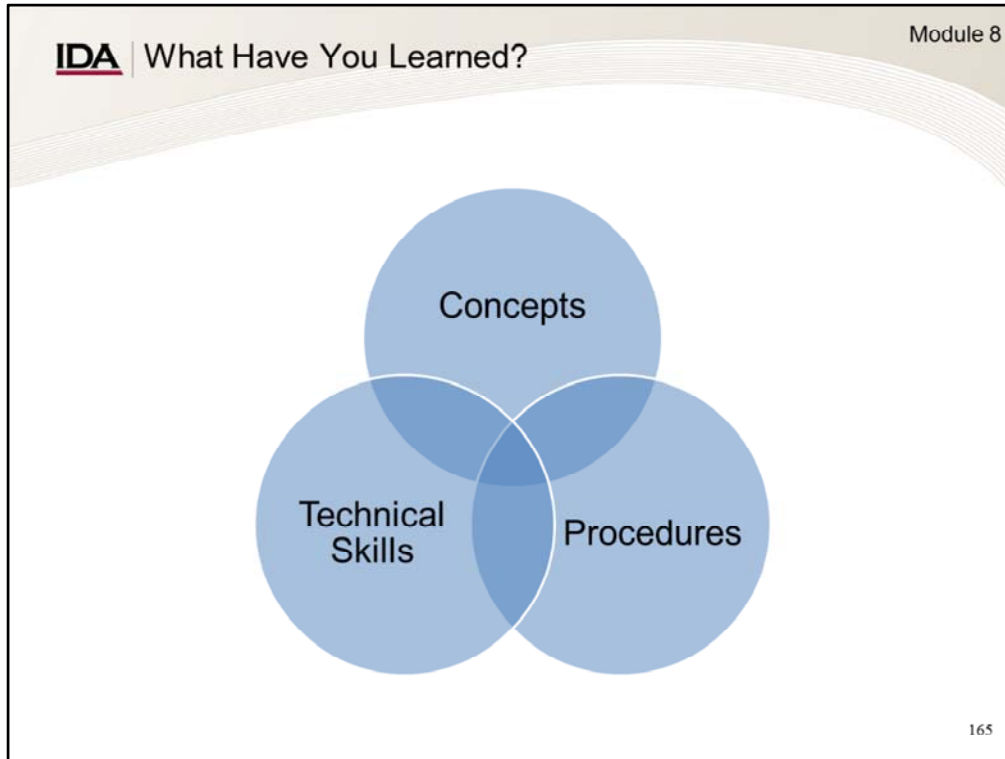 Module 8
IDA What Have You Learned?
Concepts
Technical
Skills
Procedures
165